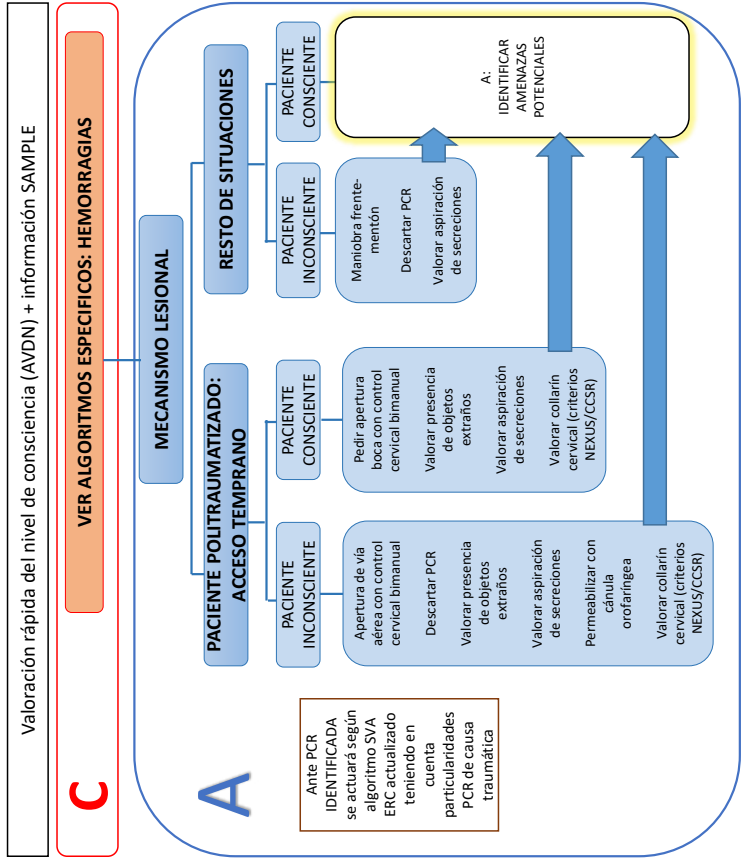 Valoración rápida del nivel de consciencia (AVDN) + información SAMPLE
C
VER ALGORITMOS ESPECIFICOS: HEMORRAGIAS
A
MECANISMO LESIONAL
PACIENTE POLITRAUMATIZADO:
ACCESO TEMPRANO
RESTO DE SITUACIONES
PACIENTE
INCONSCIENTE
PACIENTE
CONSCIENTE
PACIENTE
INCONSCIENTE
PACIENTE
CONSCIENTE
Ante PCR
IDENTIFICADA
se actuará según
algoritmo SVA
ERC actualizado
teniendo en
cuenta
particularidades
PCR de causa
traumática
Apertura de vía
aérea con control
cervical bimanual
Descartar PCR
Valorar presencia
de objetos
extraños
Valorar aspiración
de secreciones
Permeabilizar con
cánula
orofaríngea
Valorar collarín
cervical (criterios
NEXUS/CCSR)
Pedir apertura
boca con control
cervical bimanual
Valorar presencia
de objetos
extraños
Valorar aspiración
de secreciones
Valorar collarín
cervical (criterios
NEXUS/CCSR)
Maniobra frente-
mentón
Descartar PCR
Valorar aspiración
de secreciones
A:
IDENTIFICAR
AMENAZAS
POTENCIALES